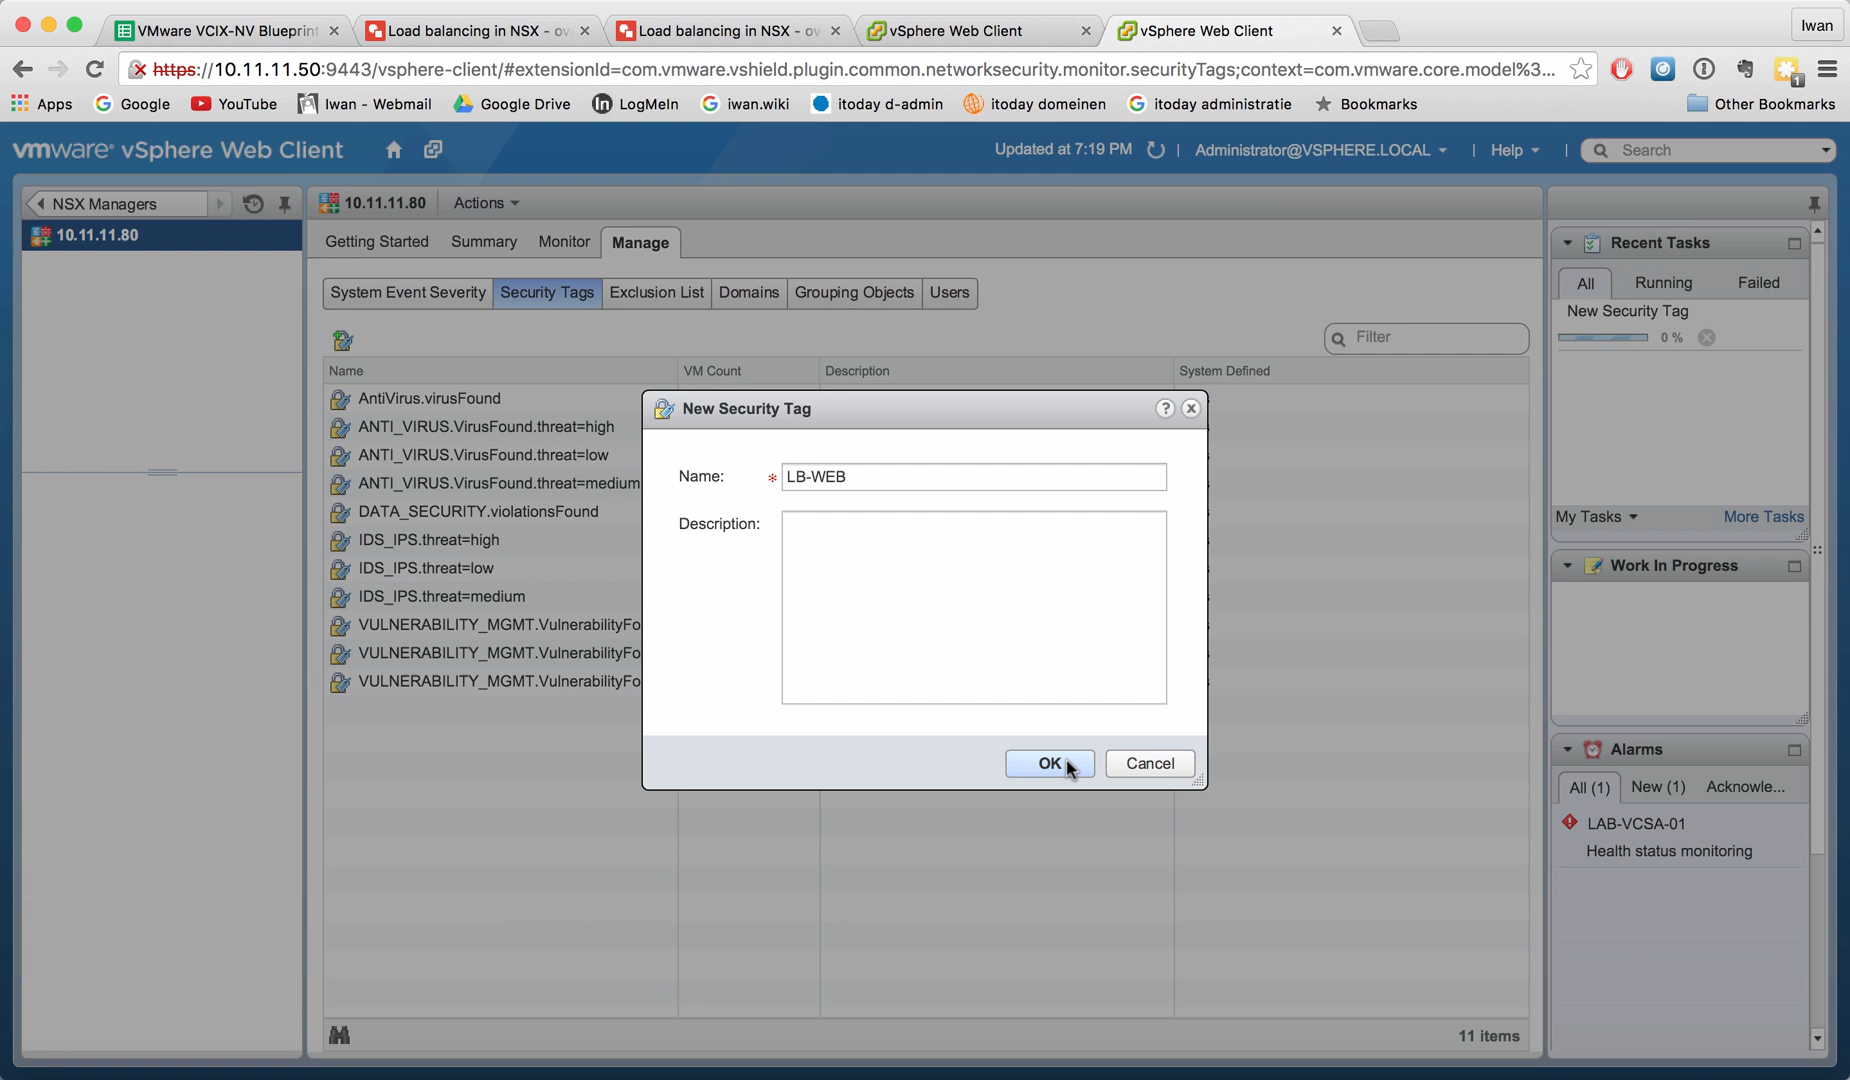 VMware VCIX-NV Blueprint
Load balancing in NSX - ov
Load balancing in NSX - ov
vSphere Web Client
vSphere Web Client
Iwan
https://10.11.11.50:9443/vsphere-client/#extensionId=com.vmware.vshield.plugin.common.networksecurity.monitor.securityTags;context=com.vmware.core.model%3...
1
Apps
Google
YouTube
Iwan - Webmail
Google Drive
LogMeIn
iwan.wiki
itoday d-admin
itoday domeinen
itoday administratie
Bookmarks
Other Bookmarks
vmware® vSphere Web Client
Updated at 7:19 PM
Administrator@VSPHERE.LOCAL
Help
Search
NSX Managers
10.11.11.80
10.11.11.80
Actions
Getting Started
Summary
Monitor
Manage
System Event Severity
Security Tags
Exclusion List
Domains
Grouping Objects
Users
Filter
Name
VM Count
Description
System Defined
AntiVirus.virusFound
ANTI_VIRUS.VirusFound.threat=high
ANTI_VIRUS.VirusFound.threat=low
ANTI_VIRUS.VirusFound.threat=medium
DATA_SECURITY.violationsFound
IDS_IPS.threat=high
IDS_IPS.threat=low
IDS_IPS.threat=medium
VULNERABILITY_MGMT.VulnerabilityFo
VULNERABILITY_MGMT.VulnerabilityFo
VULNERABILITY_MGMT.VulnerabilityFo
11 items
New Security Tag
?
Name:
* LB-WEB
Description:
OK
Cancel
Recent Tasks
All
Running
Failed
New Security Tag
0 %
My Tasks
More Tasks
Work In Progress
Alarms
All (1)
New (1)
Acknowle...
LAB-VCSA-01
Health status monitoring